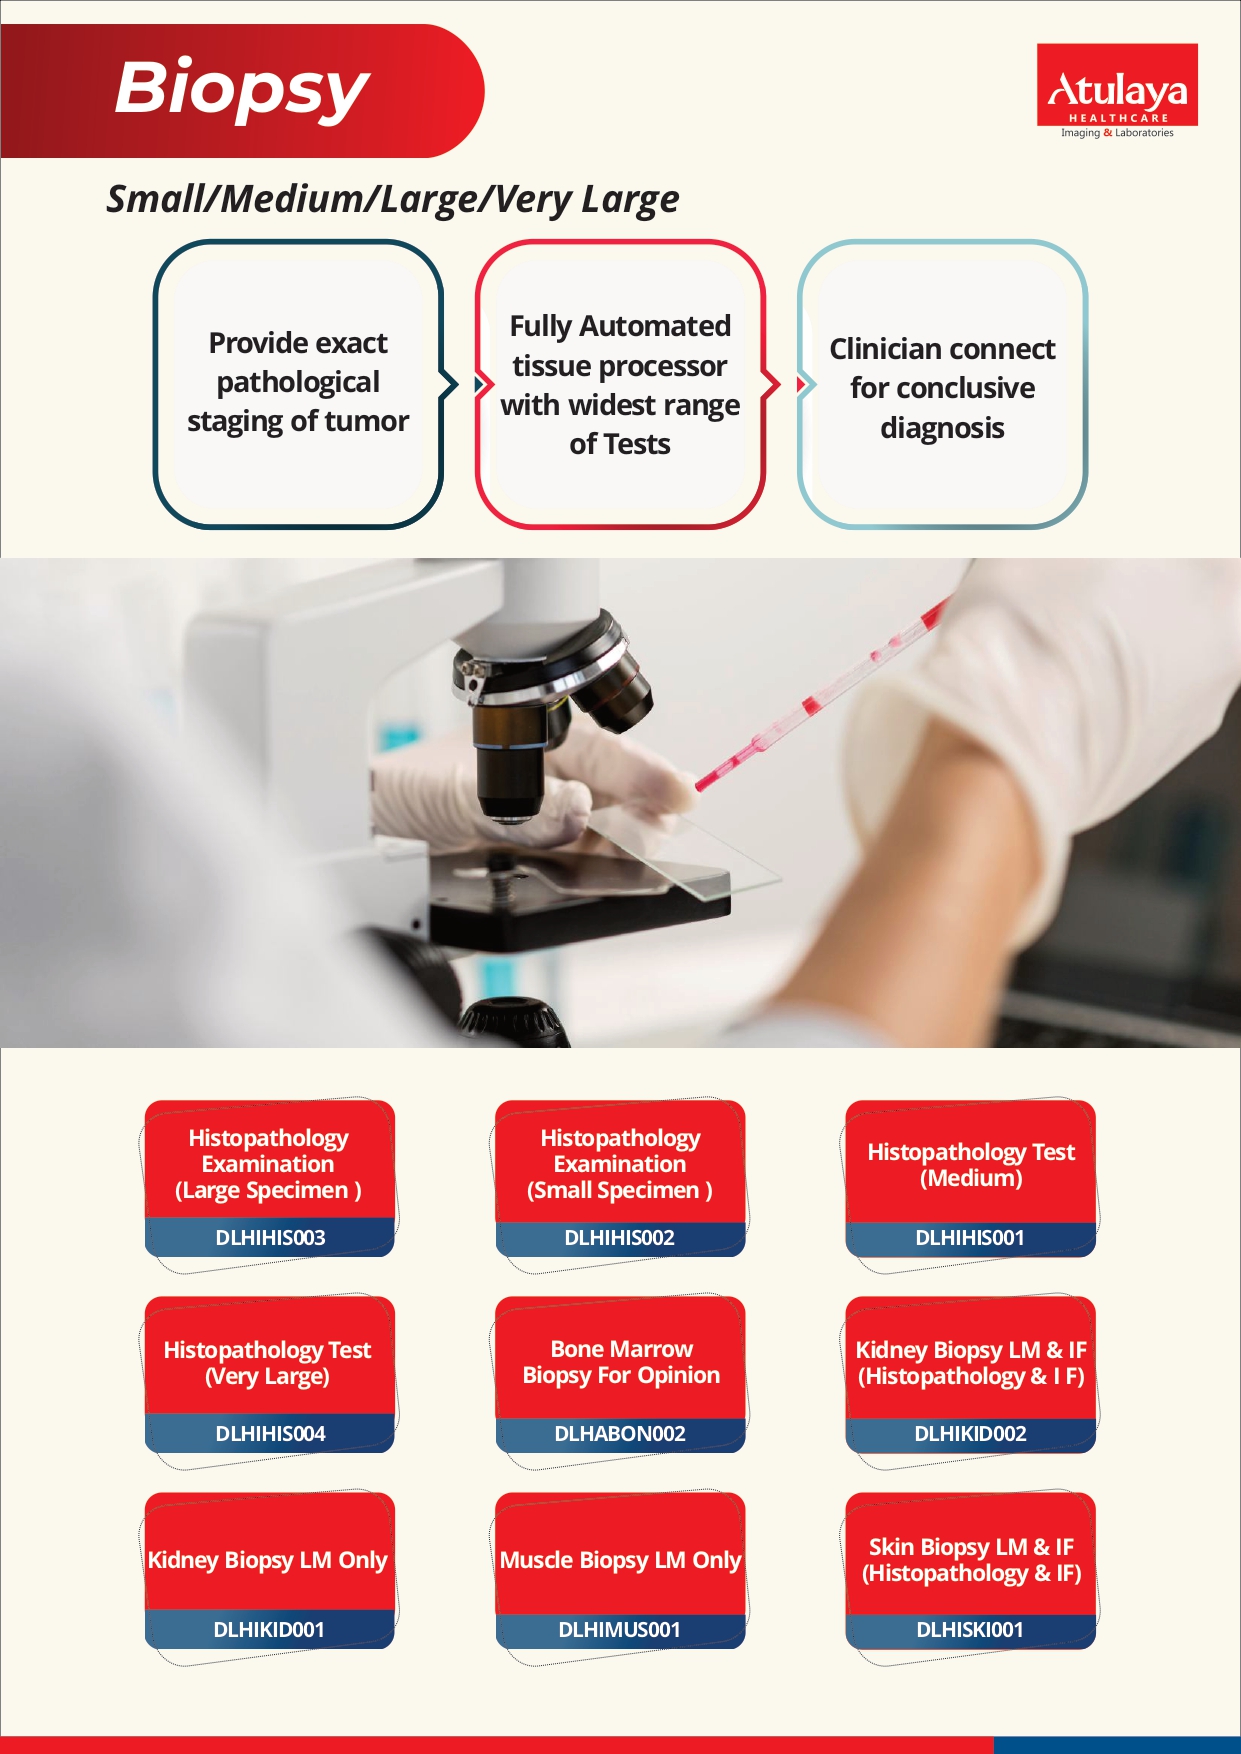 Biopsy
Atulaya
HEALTHCARE
Imaging & Laboratories
Small/Medium/Large/Very Large
Provide exact
pathological
staging of tumor
Fully Automated
tissue processor
with widest range
of Tests
Clinician connect
for conclusive
diagnosis
Histopathology
Examination
(Large Specimen )
DLHIHIS003
Histopathology
Examination
(Small Specimen )
DLHIHIS002
Histopathology Test
(Medium)
DLHIHIS001
Histopathology Test
(Very Large)
DLHIHIS004
Bone Marrow
Biopsy For Opinion
DLHABON002
Kidney Biopsy LM & IF
(Histopathology & I F)
DLHIKID002
Kidney Biopsy LM Only
DLHIKID001
Muscle Biopsy LM Only
DLHIMUS001
Skin Biopsy LM & IF
(Histopathology & IF)
DLHISKI001